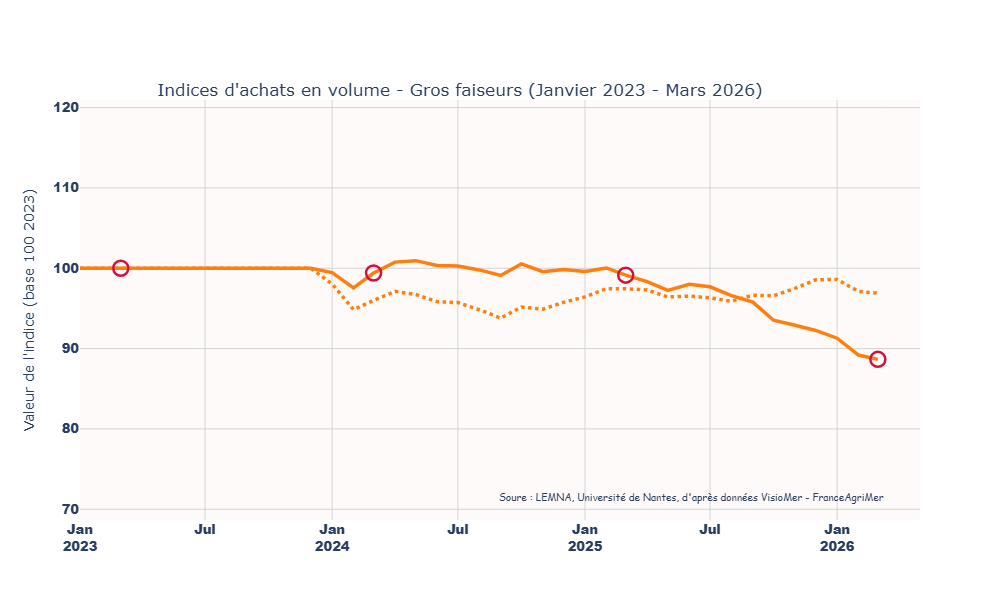 Indices d'achats en volume - Gros faiseurs (Janvier 2023 - Mars 2026)
Valeur de l'indice (base 100 2023)
120
110
100
90
80
70
Soure : LEMNA, Université de Nantes, d'après données VisioMer - FranceAgriMer
Jan
2023
Jul
Jan
2024
Jul
Jan
2025
Jul
Jan
2026